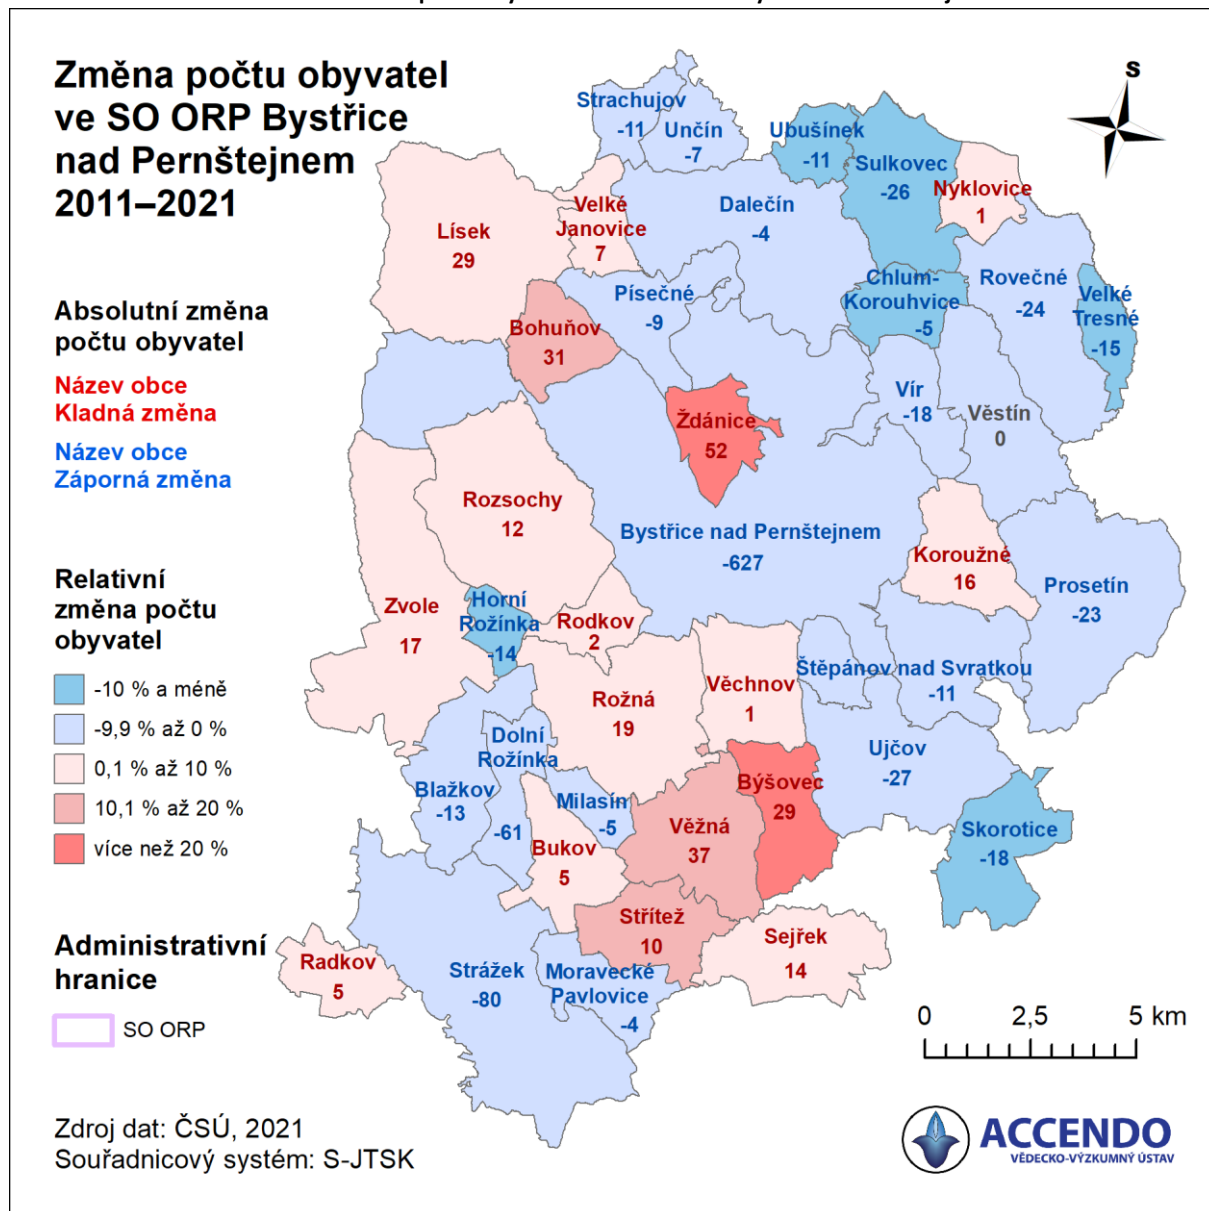 Změna počtu obyvatel
ve SO ORP Bystřice
nad Pernštejnem
2011–2021
S
Absolutní změna
počtu obyvatel
Název obce
Kladná změna
Název obce
Záporná změna
Relativní
změna počtu
obyvatel
-10 % a méně
-9,9 % až 0 %
0,1 % až 10 %
10,1 % až 20 %
více než 20 %
Administrativní
hranice
SO ORP
Strachujov
-11
Unčín
-7
Ubušínek
-11
Sulkovec
-26
Nyklovice
1
Velké
Janovice
7
Dalečín
-4
Lísek
29
Písečné
-9
Chlum-
Korouhvice
-5
Rovečné
-24
Velké
Tresné
-15
Bohuňov
31
Vír
-18
Věstín
0
Ždánice
52
Rozsochy
12
Bystřice nad Pernštejnem
-627
Koroužné
16
Prosetín
-23
Zvole
17
Horní
Rožínka
-14
Rodkov
2
Štěpánov nad Svratkou
-11
Rožná
19
Věchnov
1
Dolní
Rožínka
-61
Ujčov
-27
Blažkov
-13
Milasín
-5
Býšovec
29
Věžná
37
Bukov
5
Skorotice
-18
Střítež
10
Sejřek
14
Radkov
5
Strážek
-80
Moravecké
Pavlovice
-4
0 2,5 5 km
Zdroj dat: ČSÚ, 2021
Souřadnicový systém: S-JTSK
ACCENDO
VĚDECKO-VÝZKUMNÝ ÚSTAV